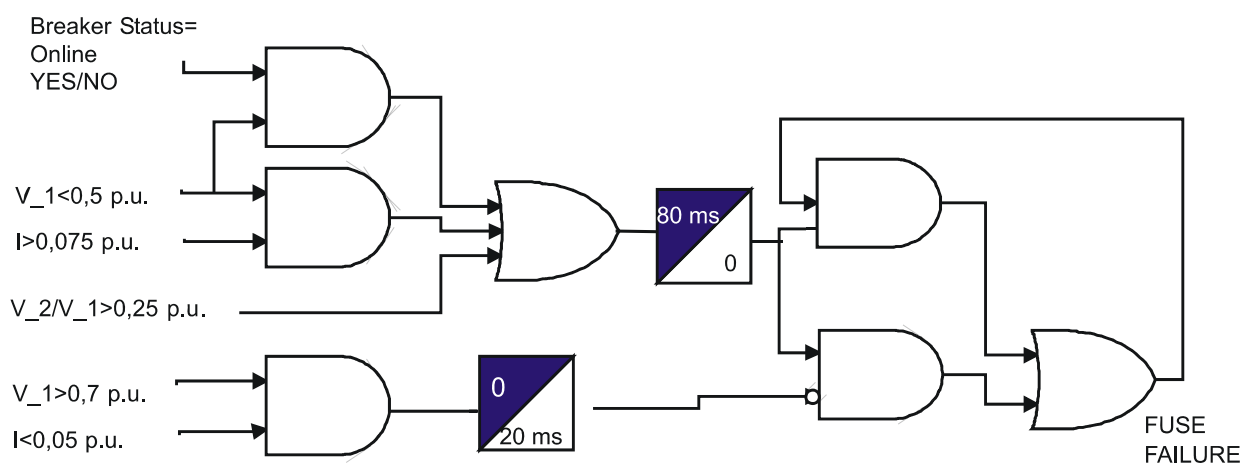 Breaker Status=
Online
YES/NO
V_1<0,5 p.u.
I>0,075 p.u.
80 ms
0
V_2/V_1>0,25 p.u.
V_1>0,7 p.u.
I<0,05 p.u.
0
20 ms
FUSE
FAILURE